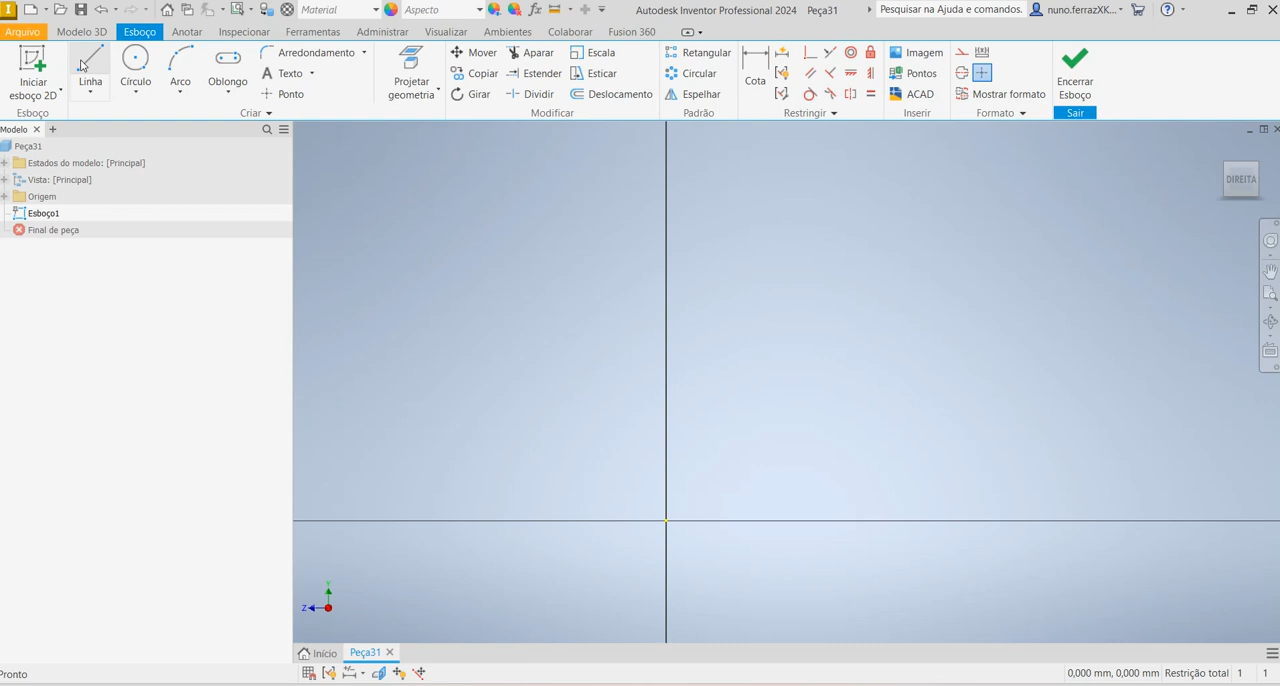 Material Aspecto Autodesk Inventor Professional 2024 Peça31 Pesquisar na Ajuda e comandos. nuno.ferrazXK...
Arquivo Modelo 3D Esboço Anotar Inspecionar Ferramentas Administrar Visualizar Ambientes Colaborar Fusion 360
Iniciar esboço 2D
Linha
Círculo
Arco
Oblongo
Arredondamento
Texto
Ponto
Projetar geometria
Mover
Copiar
Girar
Aparar
Estender
Dividir
Escala
Esticar
Deslocamento
Retangular
Circular
Espelhar
Cota
Imagem
Pontos
ACAD
Mostrar formato
Encerrar Esboço
Esboço Criar Modificar Padrão Restringir Inserir Formato Sair
Modelo
Peça31
Estados do modelo: [Principal]
Vista: [Principal]
Origem
Esboço1
Final de peça
DIREITA
Y
Z
Início Peça31
Pronto 0,000 mm, 0,000 mm Restrição total 1 1